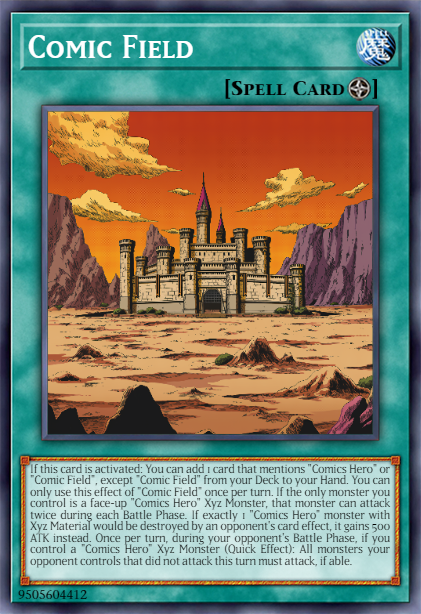 Comic Field
魔
[Spell Card]
If this card is activated: You can add 1 card that mentions "Comics Hero" or
"Comic Field", except "Comic Field" from your Deck to your Hand. You can
only use this effect of "Comic Field" once per turn. If the only monster you
control is a face-up "Comics Hero" Xyz Monster, that monster can attack
twice during each Battle Phase. If exactly 1 "Comics Hero" monster with
Xyz Material would be destroyed by an opponent's card effect, it gains 500
ATK instead. Once per turn, during your opponent's Battle Phase, if you
control a "Comics Hero" Xyz Monster (Quick Effect): All monsters your
opponent controls that did not attack this turn must attack, if able.
9505604412